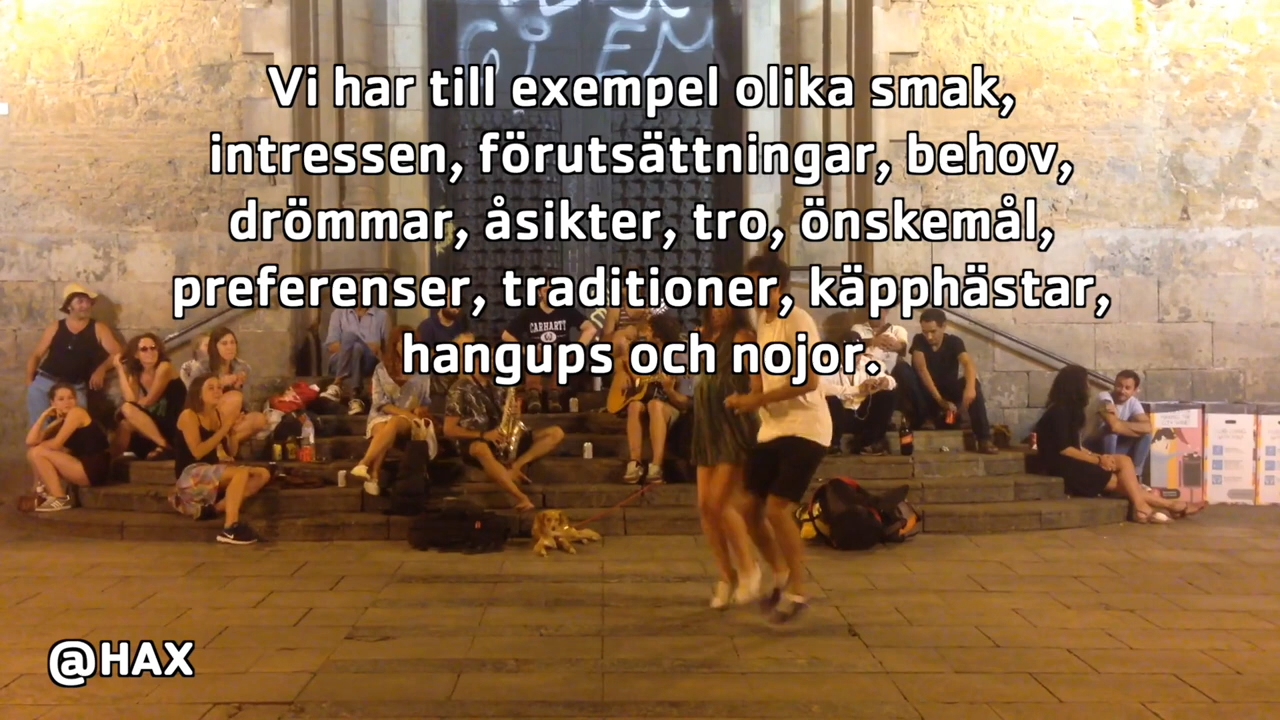 Vi har till exempel olika smak,
intressen, förutsättningar, behov,
drömmar, åsikter, tro, önskemål,
preferenser, traditioner, käpphästar,
hangups och nojor.
CARHARTT
@HAX